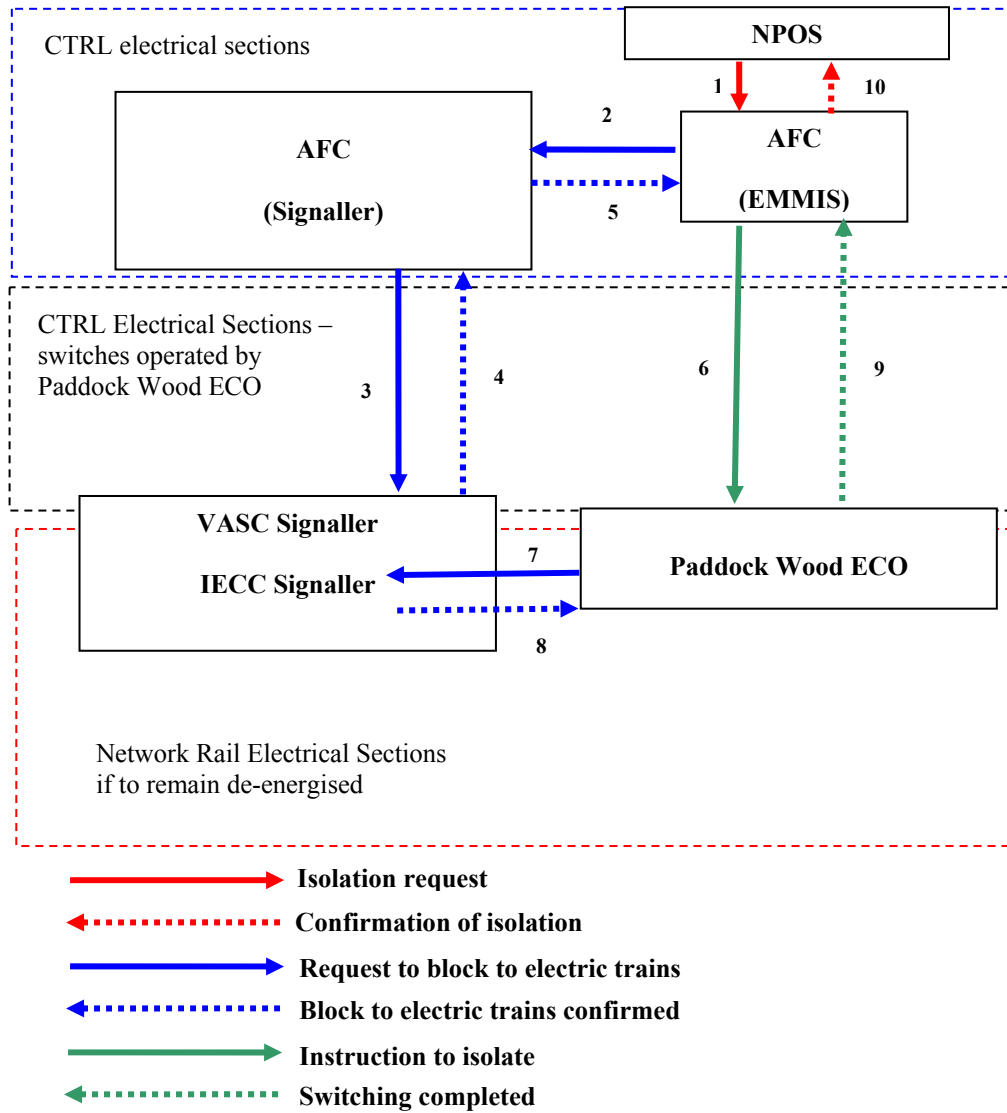 CTRL electrical sections
NPOS
1
10
AFC
(Signaller)
2
5
AFC
(EMMIS)
CTRL Electrical Sections –
switches operated by
Paddock Wood ECO
3
4
6
9
VASC Signaller
IECC Signaller
7
8
Paddock Wood ECO
Network Rail Electrical Sections
if to remain de-energised
Isolation request
Confirmation of isolation
Request to block to electric trains
Block to electric trains confirmed
Instruction to isolate
Switching completed